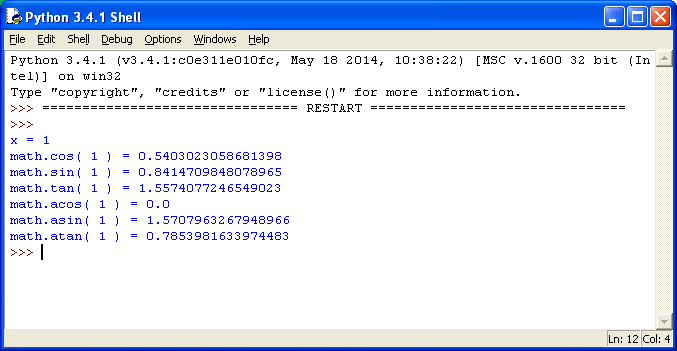 Python 3.4.1 Shell
File Edit Shell Debug Options Windows Help
Python 3.4.1 (v3.4.1:c0e311e010fc, May 18 2014, 10:38:22) [MSC v.1600 32 bit (In
tel)] on win32
Type "copyright", "credits" or "license()" for more information.
>>> ================================ RESTART ================================
>>>
x = 1
math.cos( 1 ) = 0.5403023058681398
math.sin( 1 ) = 0.8414709848078965
math.tan( 1 ) = 1.5574077246549023
math.acos( 1 ) = 0.0
math.asin( 1 ) = 1.5707963267948966
math.atan( 1 ) = 0.7853981633974483
>>>
Ln: 12 Col: 4